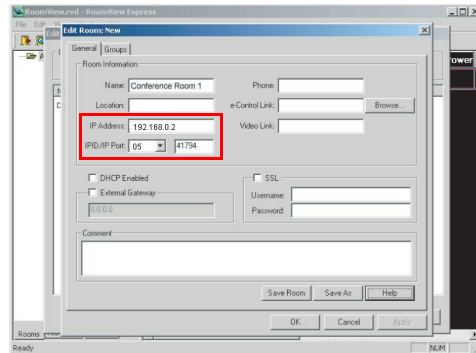 RoomView.rvd - RoomView Express
File Edit
Edit Room: New
General Groups
Room Information
Name: Conference Room 1 Phone:
Location: e-Control Link: Browse...
IP Address: 192.168.0.2 Video Link:
IPID/IP Port: 05 41794
DHCP Enabled SSL
External Gateway Username:
0.0.0.0 Password:
Comment
Save Room Save As Help
OK Cancel Apply
Rooms
Ready NUM